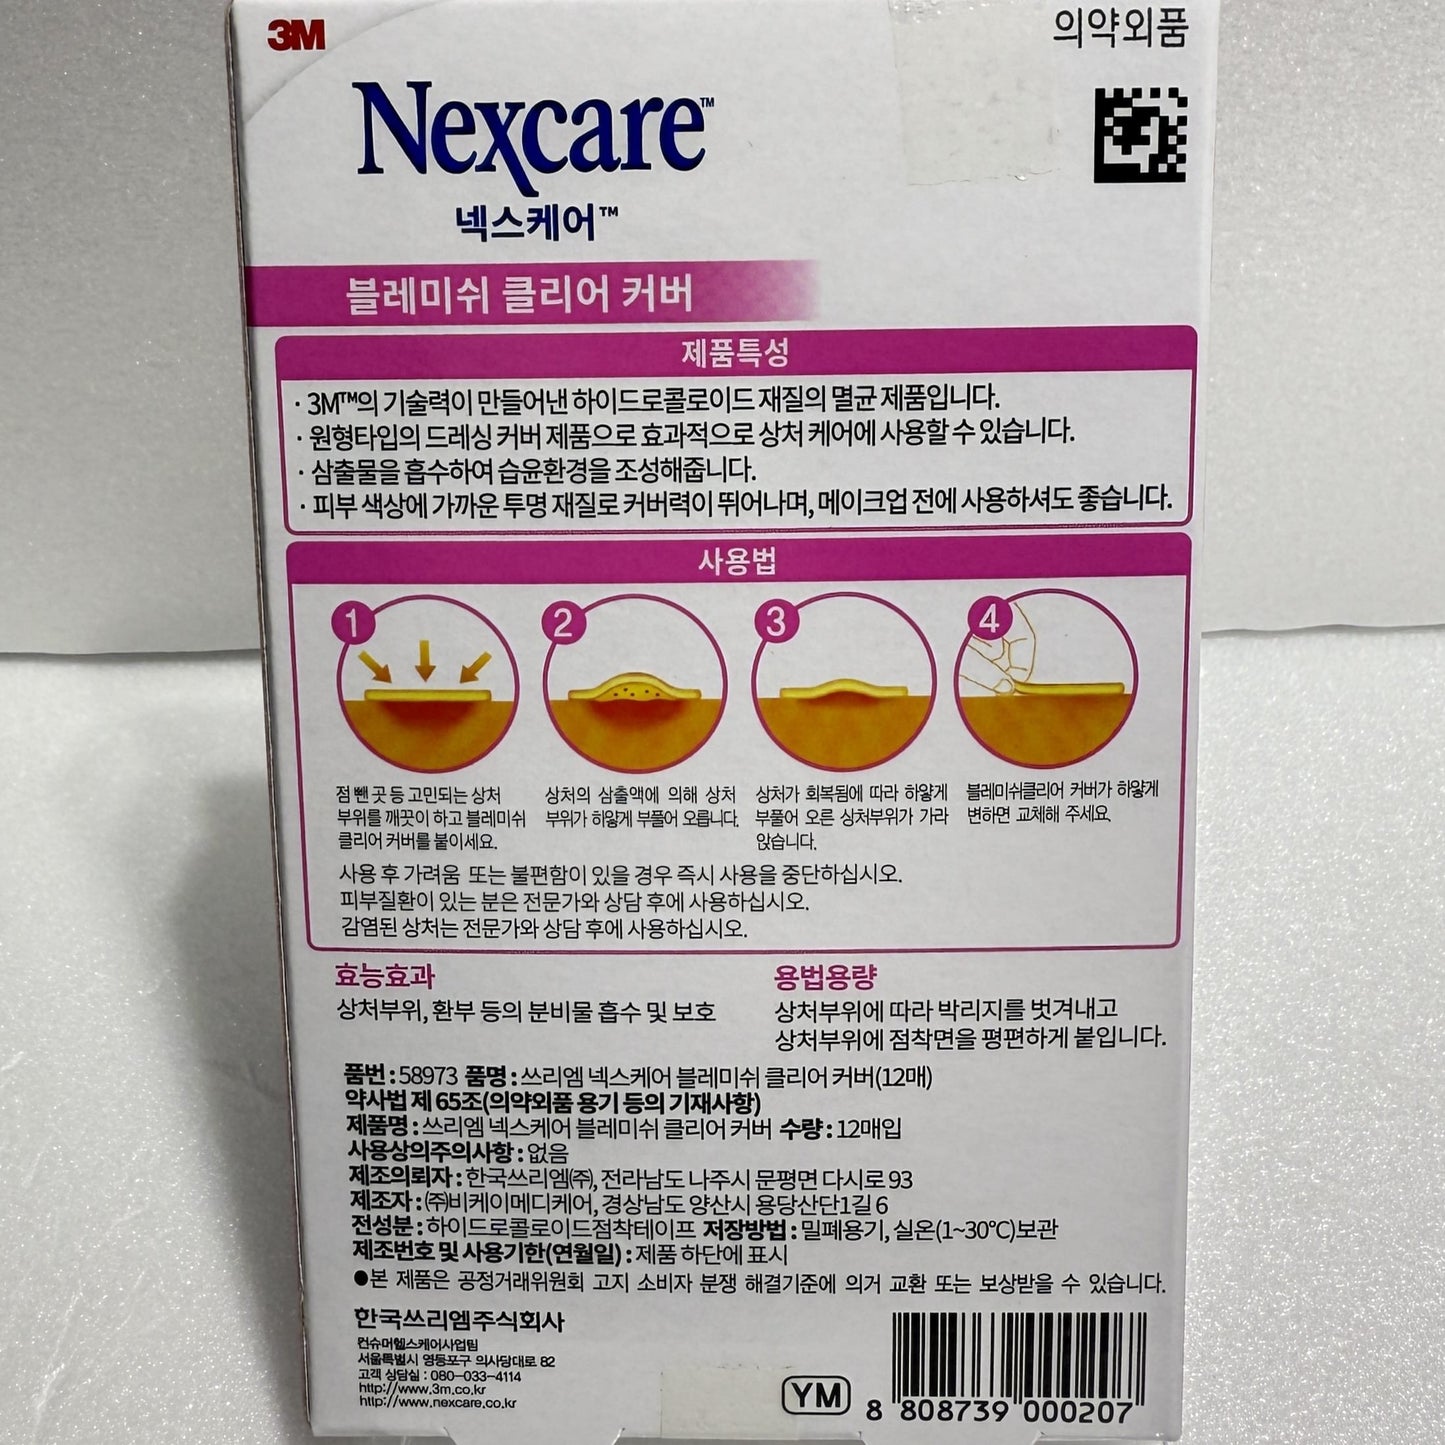 3M
의약외품
Nexcare™
넥스케어™
블레미쉬 클리어 커버
제품특성
· 3M™의 기술력이 만들어낸 하이드로콜로이드 재질의 멸균 제품입니다.
· 원형타입의 드레싱 커버 제품으로 효과적으로 상처 케어에 사용할 수 있습니다.
· 삼출물을 흡수하여 습윤환경을 조성해줍니다.
· 피부 색상에 가까운 투명 재질로 커버력이 뛰어나며, 메이크업 전에 사용하셔도 좋습니다.
사용법
1
점 뺀 곳 등 고민되는 상처
부위를 깨끗이 하고 블레미쉬
클리어 커버를 붙이세요.
2
상처의 삼출액에 의해 상처
부위가 하얗게 부풀어 오릅니다.
3
상처가 회복됨에 따라 하얗게
부풀어 오른 상처부위가 가라
앉습니다.
4
블레미쉬클리어 커버가 하얗게
변하면 교체해 주세요.
사용 후 가려움 또는 불편함이 있을 경우 즉시 사용을 중단하십시오.
피부질환이 있는 분은 전문가와 상담 후에 사용하십시오.
감염된 상처는 전문가와 상담 후에 사용하십시오.
효능효과
상처부위, 환부 등의 분비물 흡수 및 보호
용법용량
상처부위에 따라 박리지를 벗겨내고
상처부위에 점착면을 평편하게 붙입니다.
품번 : 58973 품명 : 쓰리엠 넥스케어 블레미쉬 클리어 커버(12매)
약사법 제 65조(의약외품 용기 등의 기재사항)
제품명 : 쓰리엠 넥스케어 블레미쉬 클리어 커버 수량 : 12매입
사용상의주의사항 : 없음
제조의뢰자 : 한국쓰리엠㈜, 전라남도 나주시 문평면 다시로 93
제조자 : ㈜비케이메디케어, 경상남도 양산시 용당산단1길 6
전성분 : 하이드로콜로이드점착테이프 저장방법 : 밀폐용기, 실온(1~30℃)보관
제조번호 및 사용기한(연월일) : 제품 하단에 표시
●본 제품은 공정거래위원회 고지 소비자 분쟁 해결기준에 의거 교환 또는 보상받을 수 있습니다.
한국쓰리엠주식회사
컨슈머헬스케어사업팀
서울특별시 영등포구 의사당대로 82
고객 상담실 : 080-033-4114
http://www.3m.co.kr
http://www.nexcare.co.kr
YM
8 808739 000207